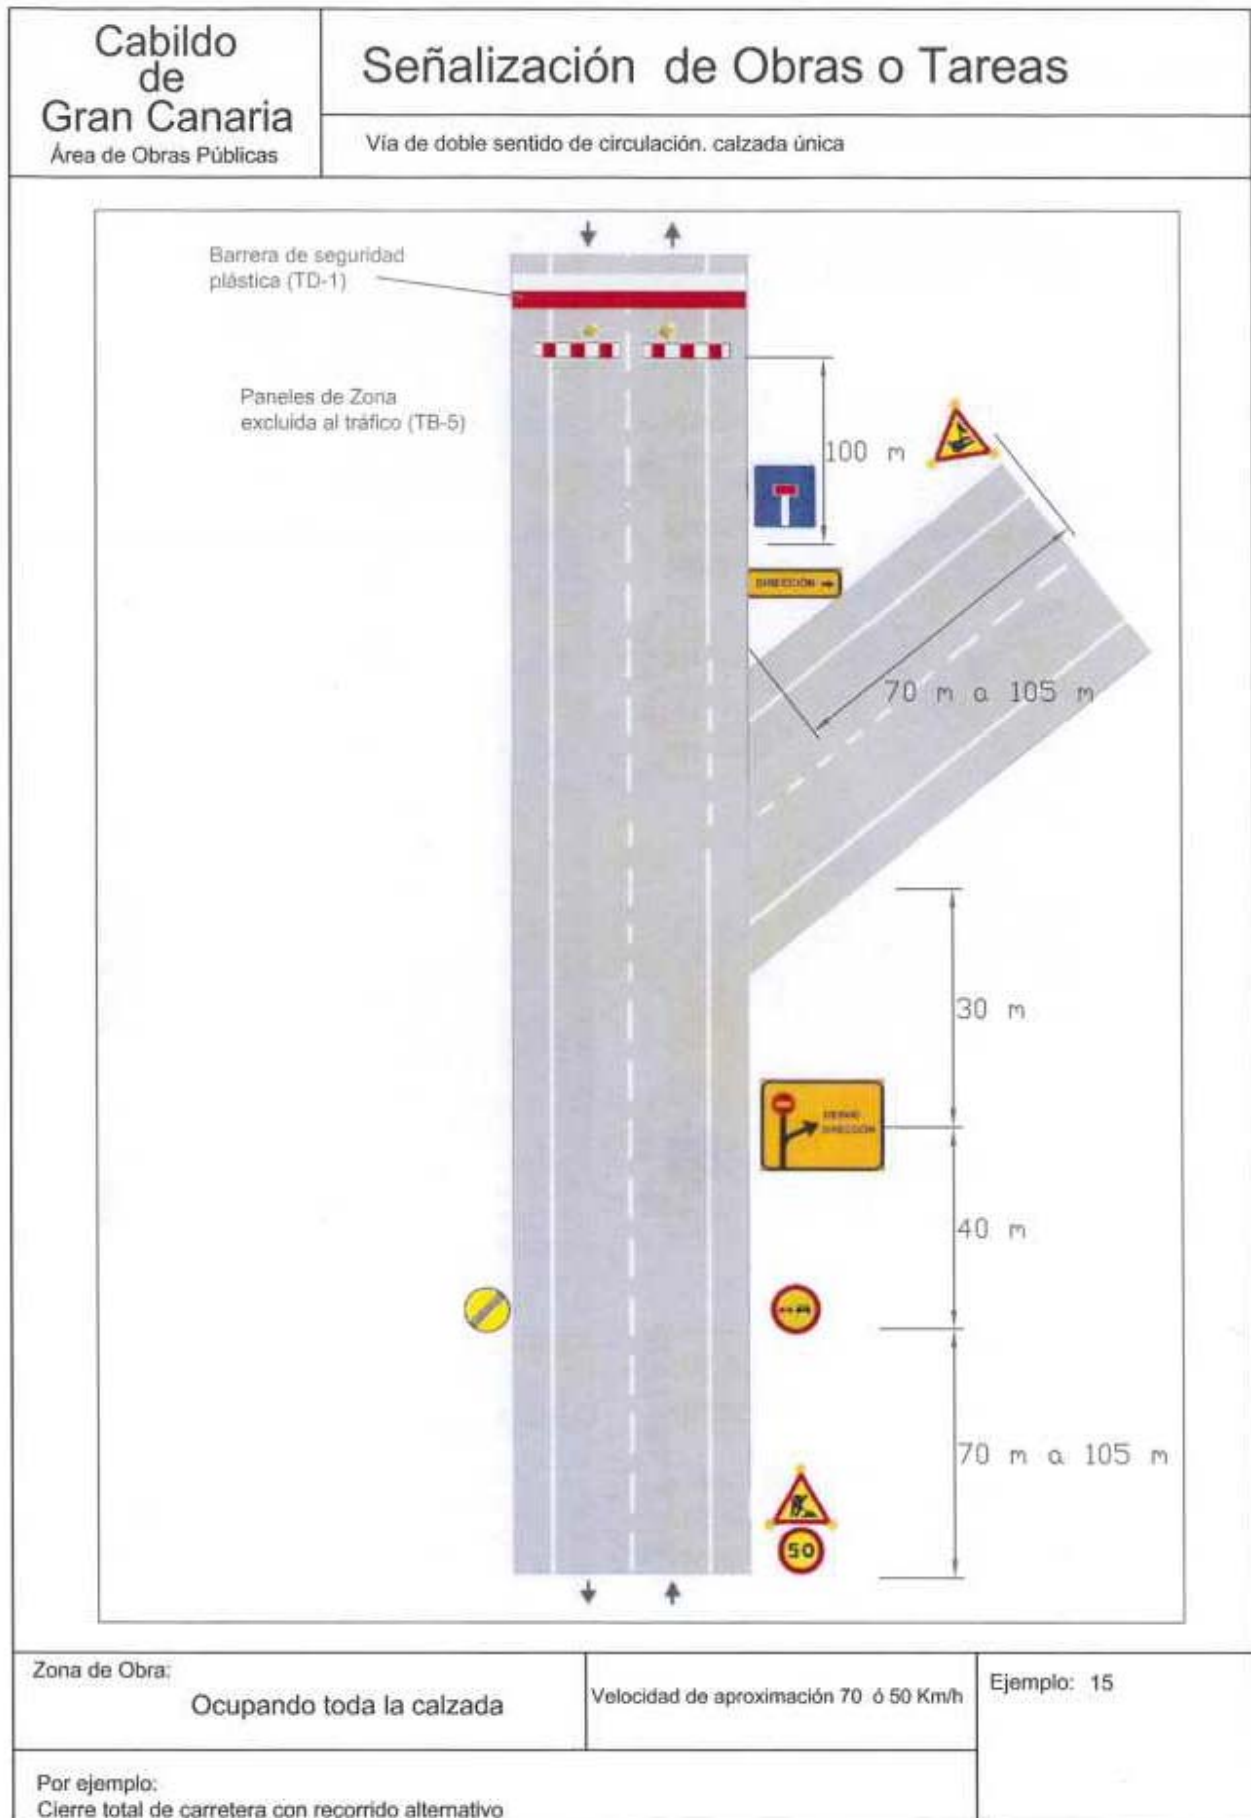 Cabildo
de
Gran Canaria
Área de Obras Públicas
Señalización de Obras o Tareas
Vía de doble sentido de circulación. calzada única
Barrera de seguridad
plástica (TD-1)
Paneles de Zona
excluida al tráfico (TB-5)
100 m
DIRECCIÓN
70 m a 105 m
30 m
DESVIO
DIRECCIÓN
40 m
70 m a 105 m
50
Zona de Obra:
Ocupando toda la calzada
Velocidad de aproximación 70 ó 50 Km/h
Ejemplo: 15
Por ejemplo:
Cierre total de carretera con recorrido alternativo